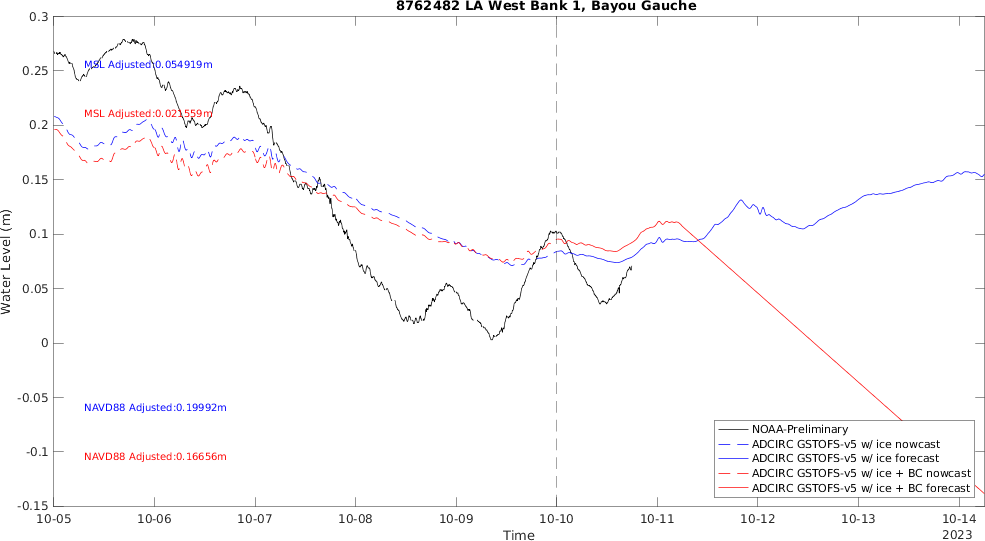 8762482 LA West Bank 1, Bayou Gauche
0.3
0.25
0.2
0.15
0.1
0.05
0
-0.05
-0.1
-0.15
Water Level (m)
MSL Adjusted:0.054919m
MSL Adjusted:0.021559m
NAVD88 Adjusted:0.19992m
NAVD88 Adjusted:0.16656m
NOAA-Preliminary
ADCIRC GSTOFS-v5 w/ ice nowcast
ADCIRC GSTOFS-v5 w/ ice forecast
ADCIRC GSTOFS-v5 w/ ice + BC nowcast
ADCIRC GSTOFS-v5 w/ ice + BC forecast
10-05 10-06 10-07 10-08 10-09 10-10 10-11 10-12 10-13 10-14
Time
2023